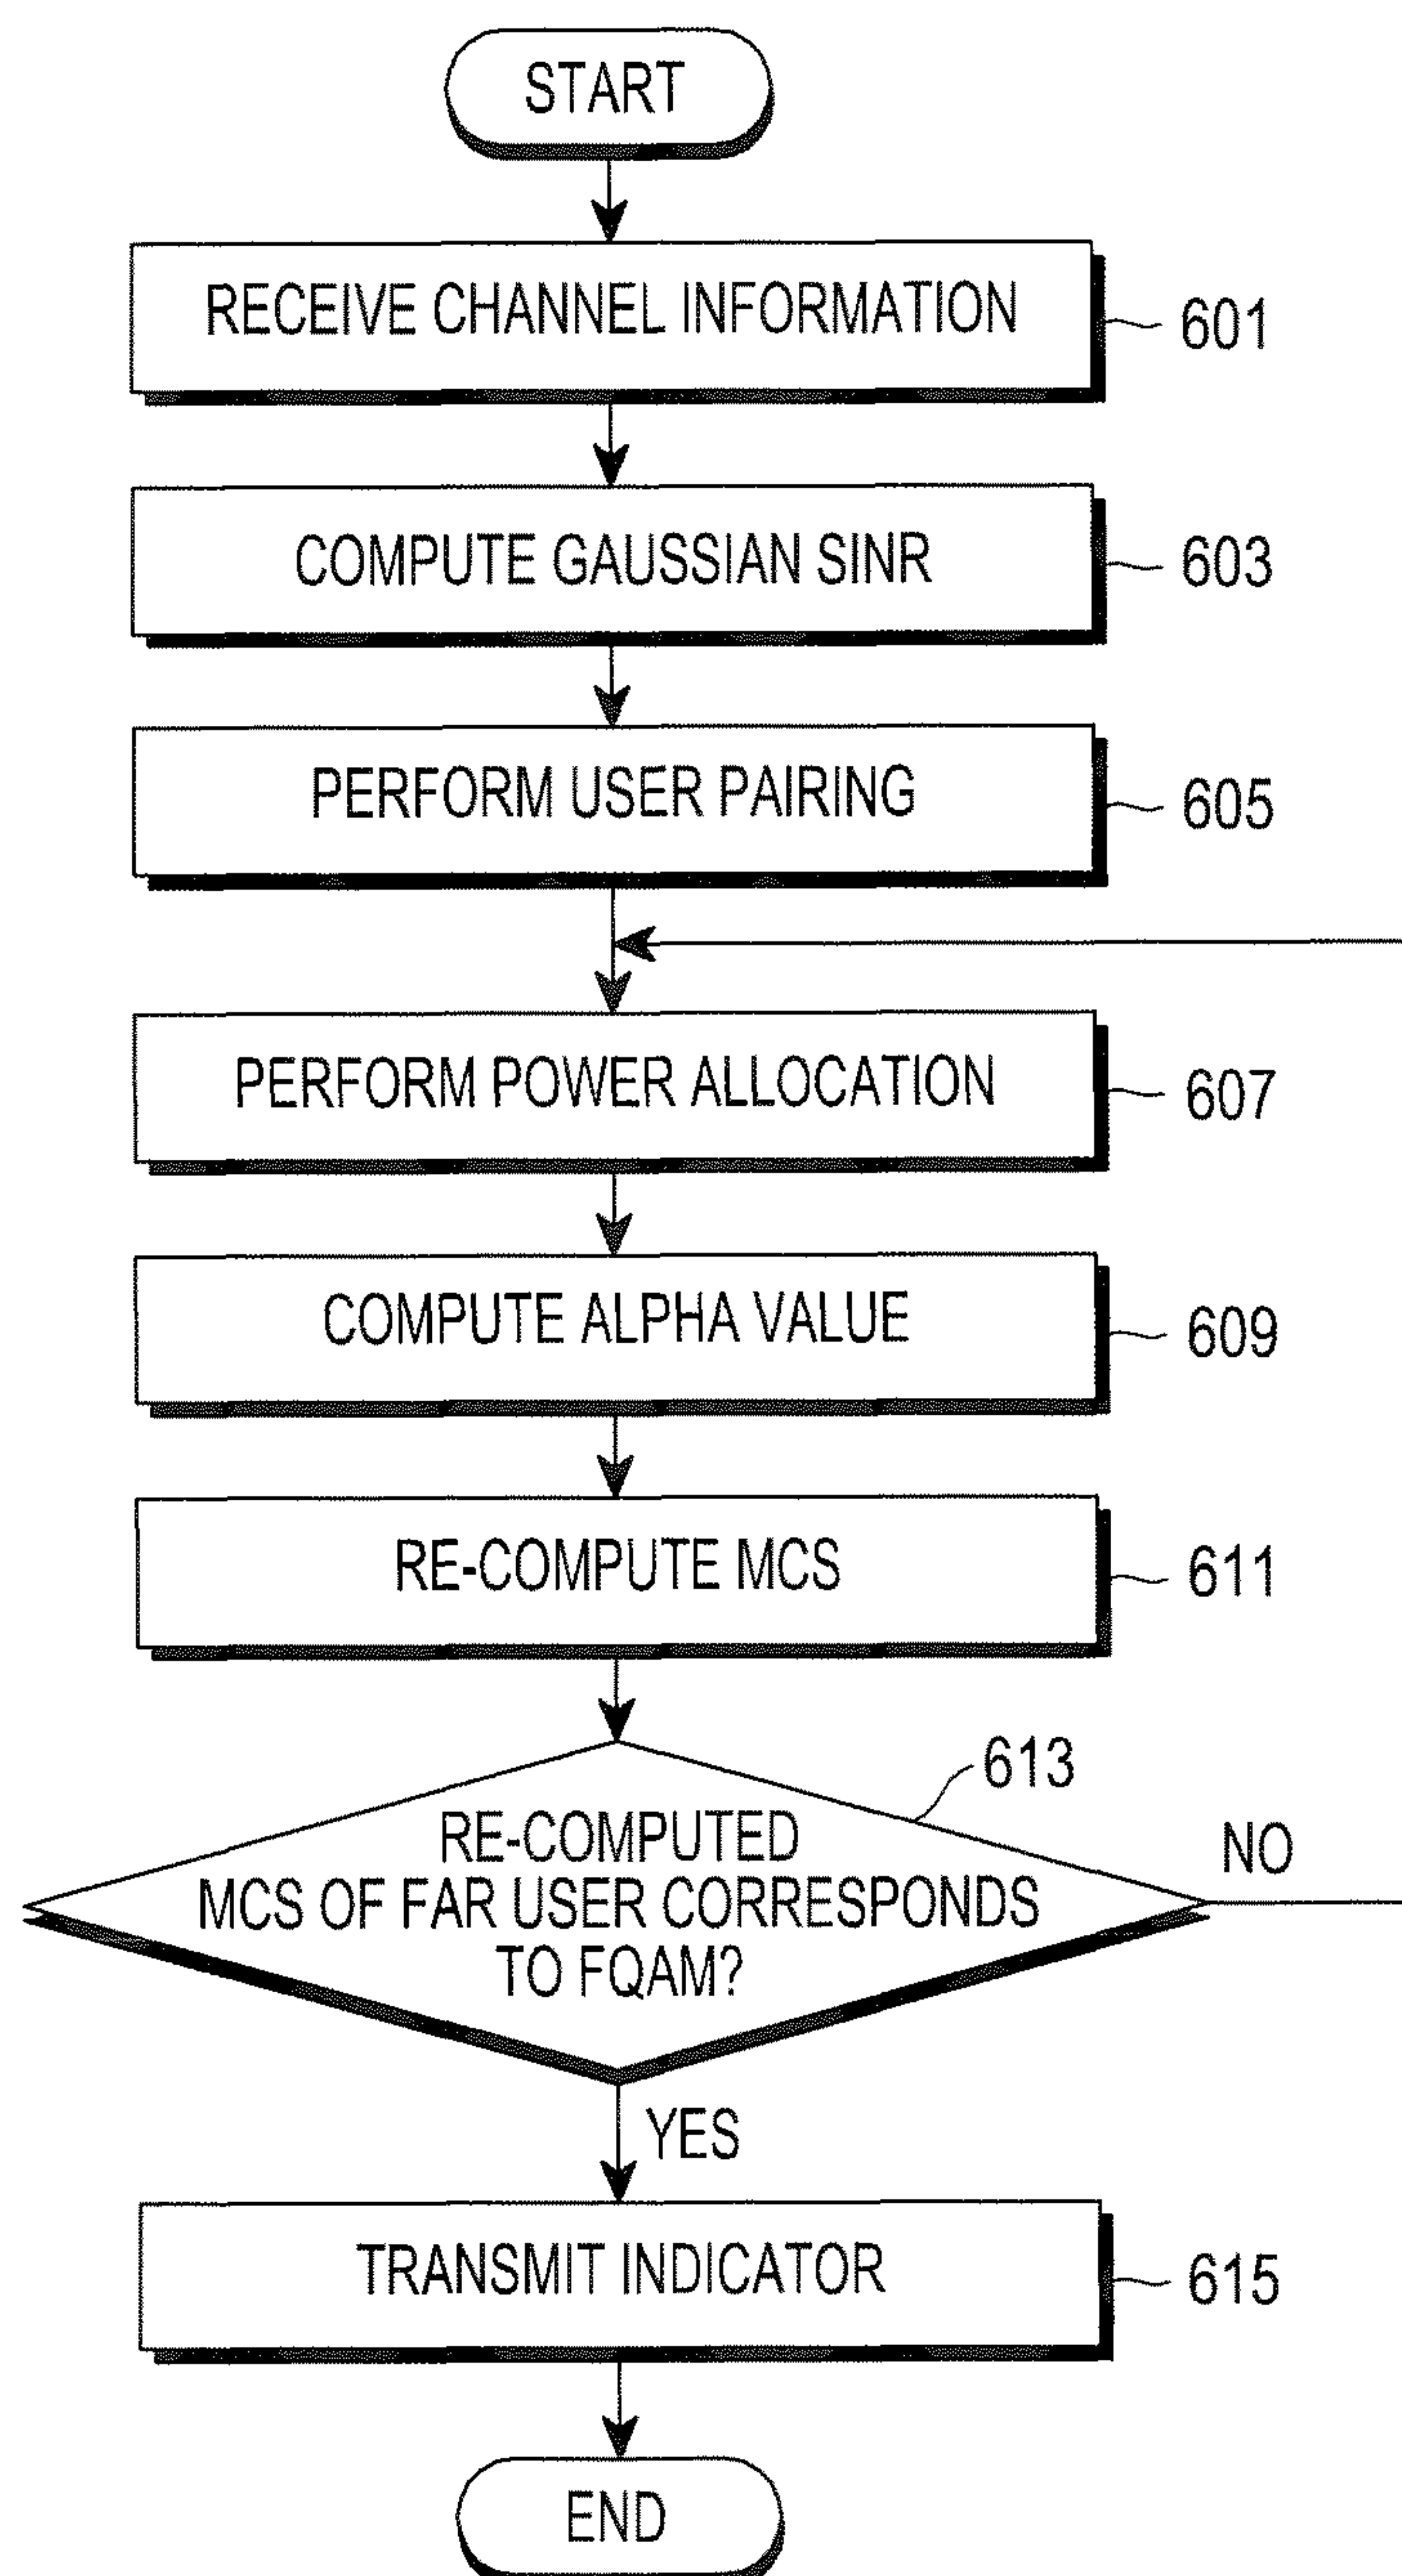 START
RECEIVE CHANNEL INFORMATION
601
COMPUTE GAUSSIAN SINR
603
PERFORM USER PAIRING
605
PERFORM POWER ALLOCATION
607
COMPUTE ALPHA VALUE
609
RE-COMPUTE MCS
611
613
RE-COMPUTED
MCS OF FAR USER CORRESPONDS
TO FQAM?
NO
YES
TRANSMIT INDICATOR
615
END